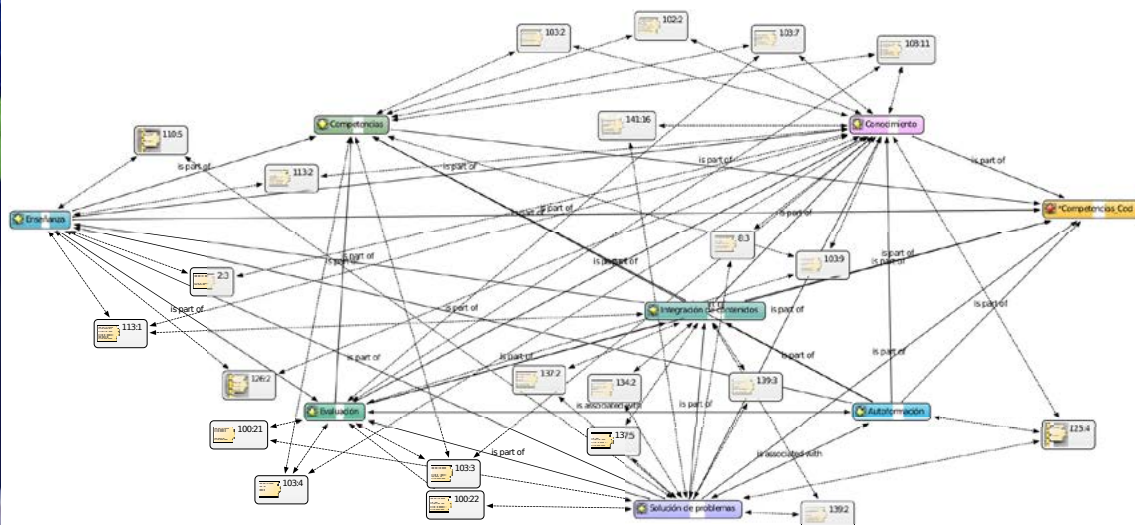 102:2
103:2
103:7
103:11
141:16
Competencias
Conocimiento
110:5
is part of
is part of
is part of
113:2
Enseñanza
*Competencias_Cod
is part of
is part of
8:3
103:9
is part of
is part of
2:3
is part of
Integración de contenidos
is part of
is part of
113:1
is part of
is part of
is part of
126:2
137:2
134:2
139:3
is associated with
is part of
Evaluación
Autoformación
100:21
137:5
125:4
is part of
is associated with
103:3
103:4
100:22
Solución de problemas
139:2